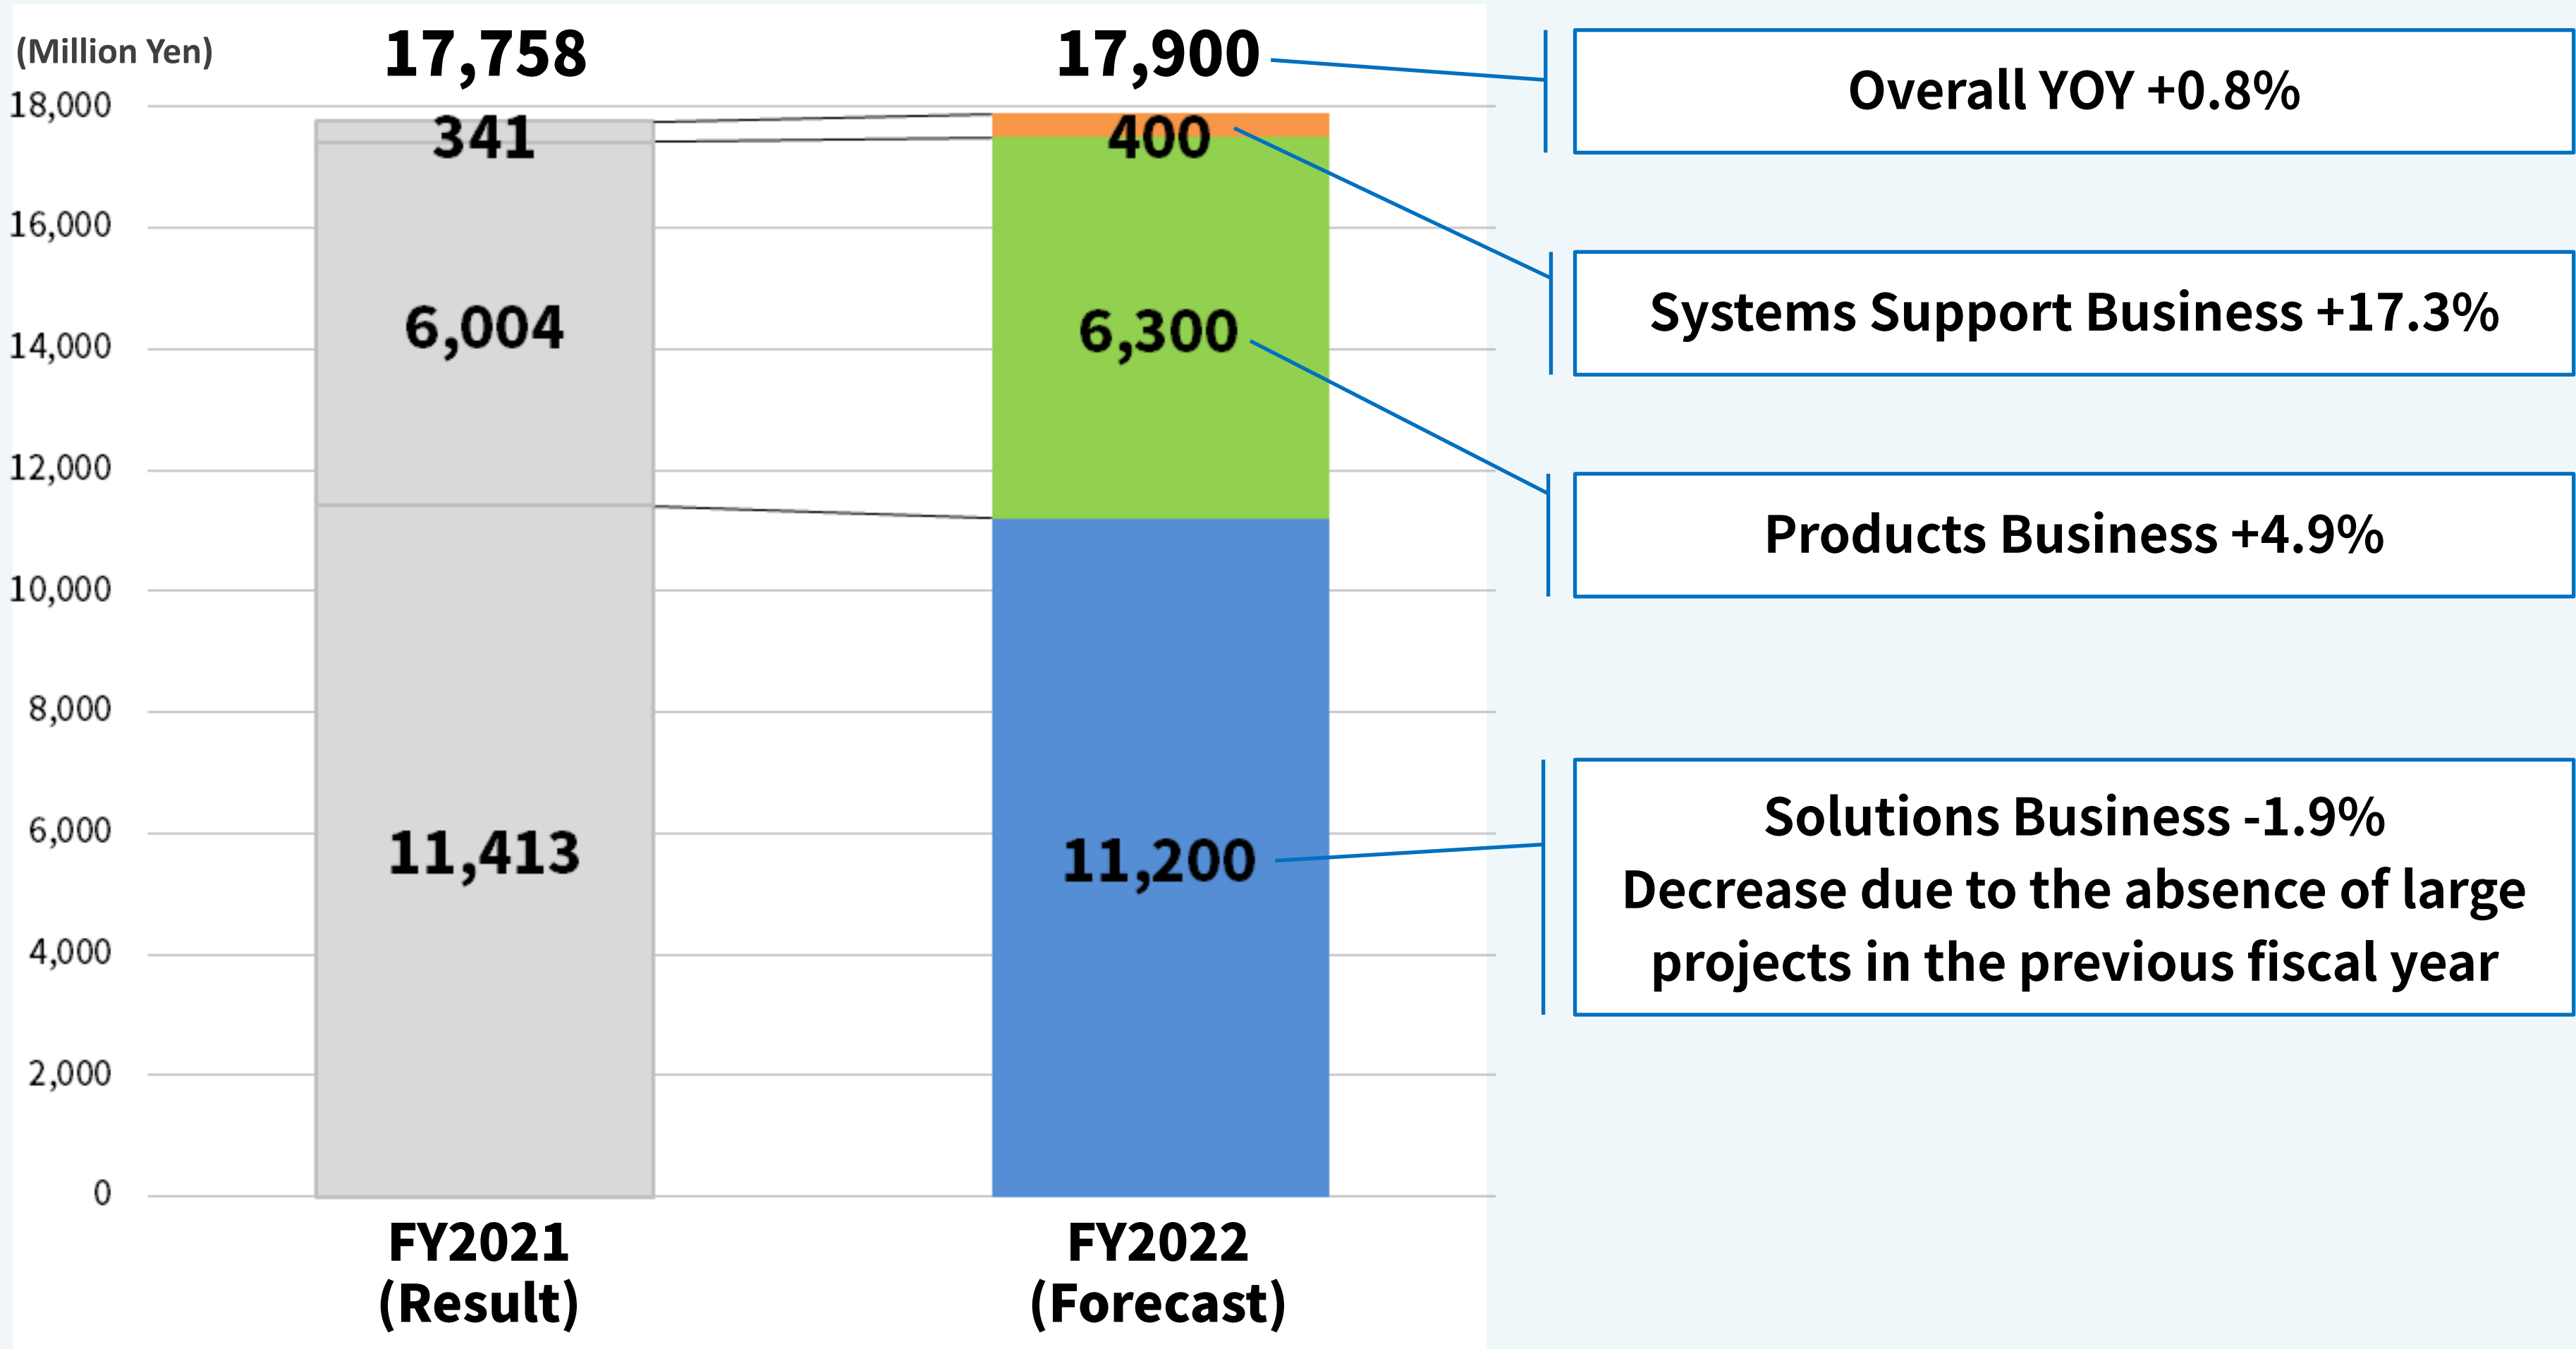 (Million Yen)
17,758
17,900
Overall YOY +0.8%
18,000
341
400
16,000
Systems Support Business +17.3%
6,004
6,300
14,000
12,000
Products Business +4.9%
10,000
8,000
6,000
11,413
11,200
Solutions Business -1.9%
Decrease due to the absence of large
projects in the previous fiscal year
4,000
2,000
0
FY2021
(Result)
FY2022
(Forecast)